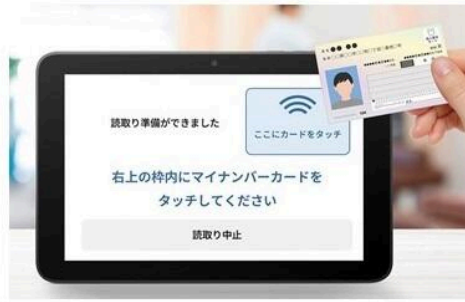 読取り準備ができました
ここにカードをタッチ
右上の枠内にマイナンバーカードを
タッチしてください
読取り中止